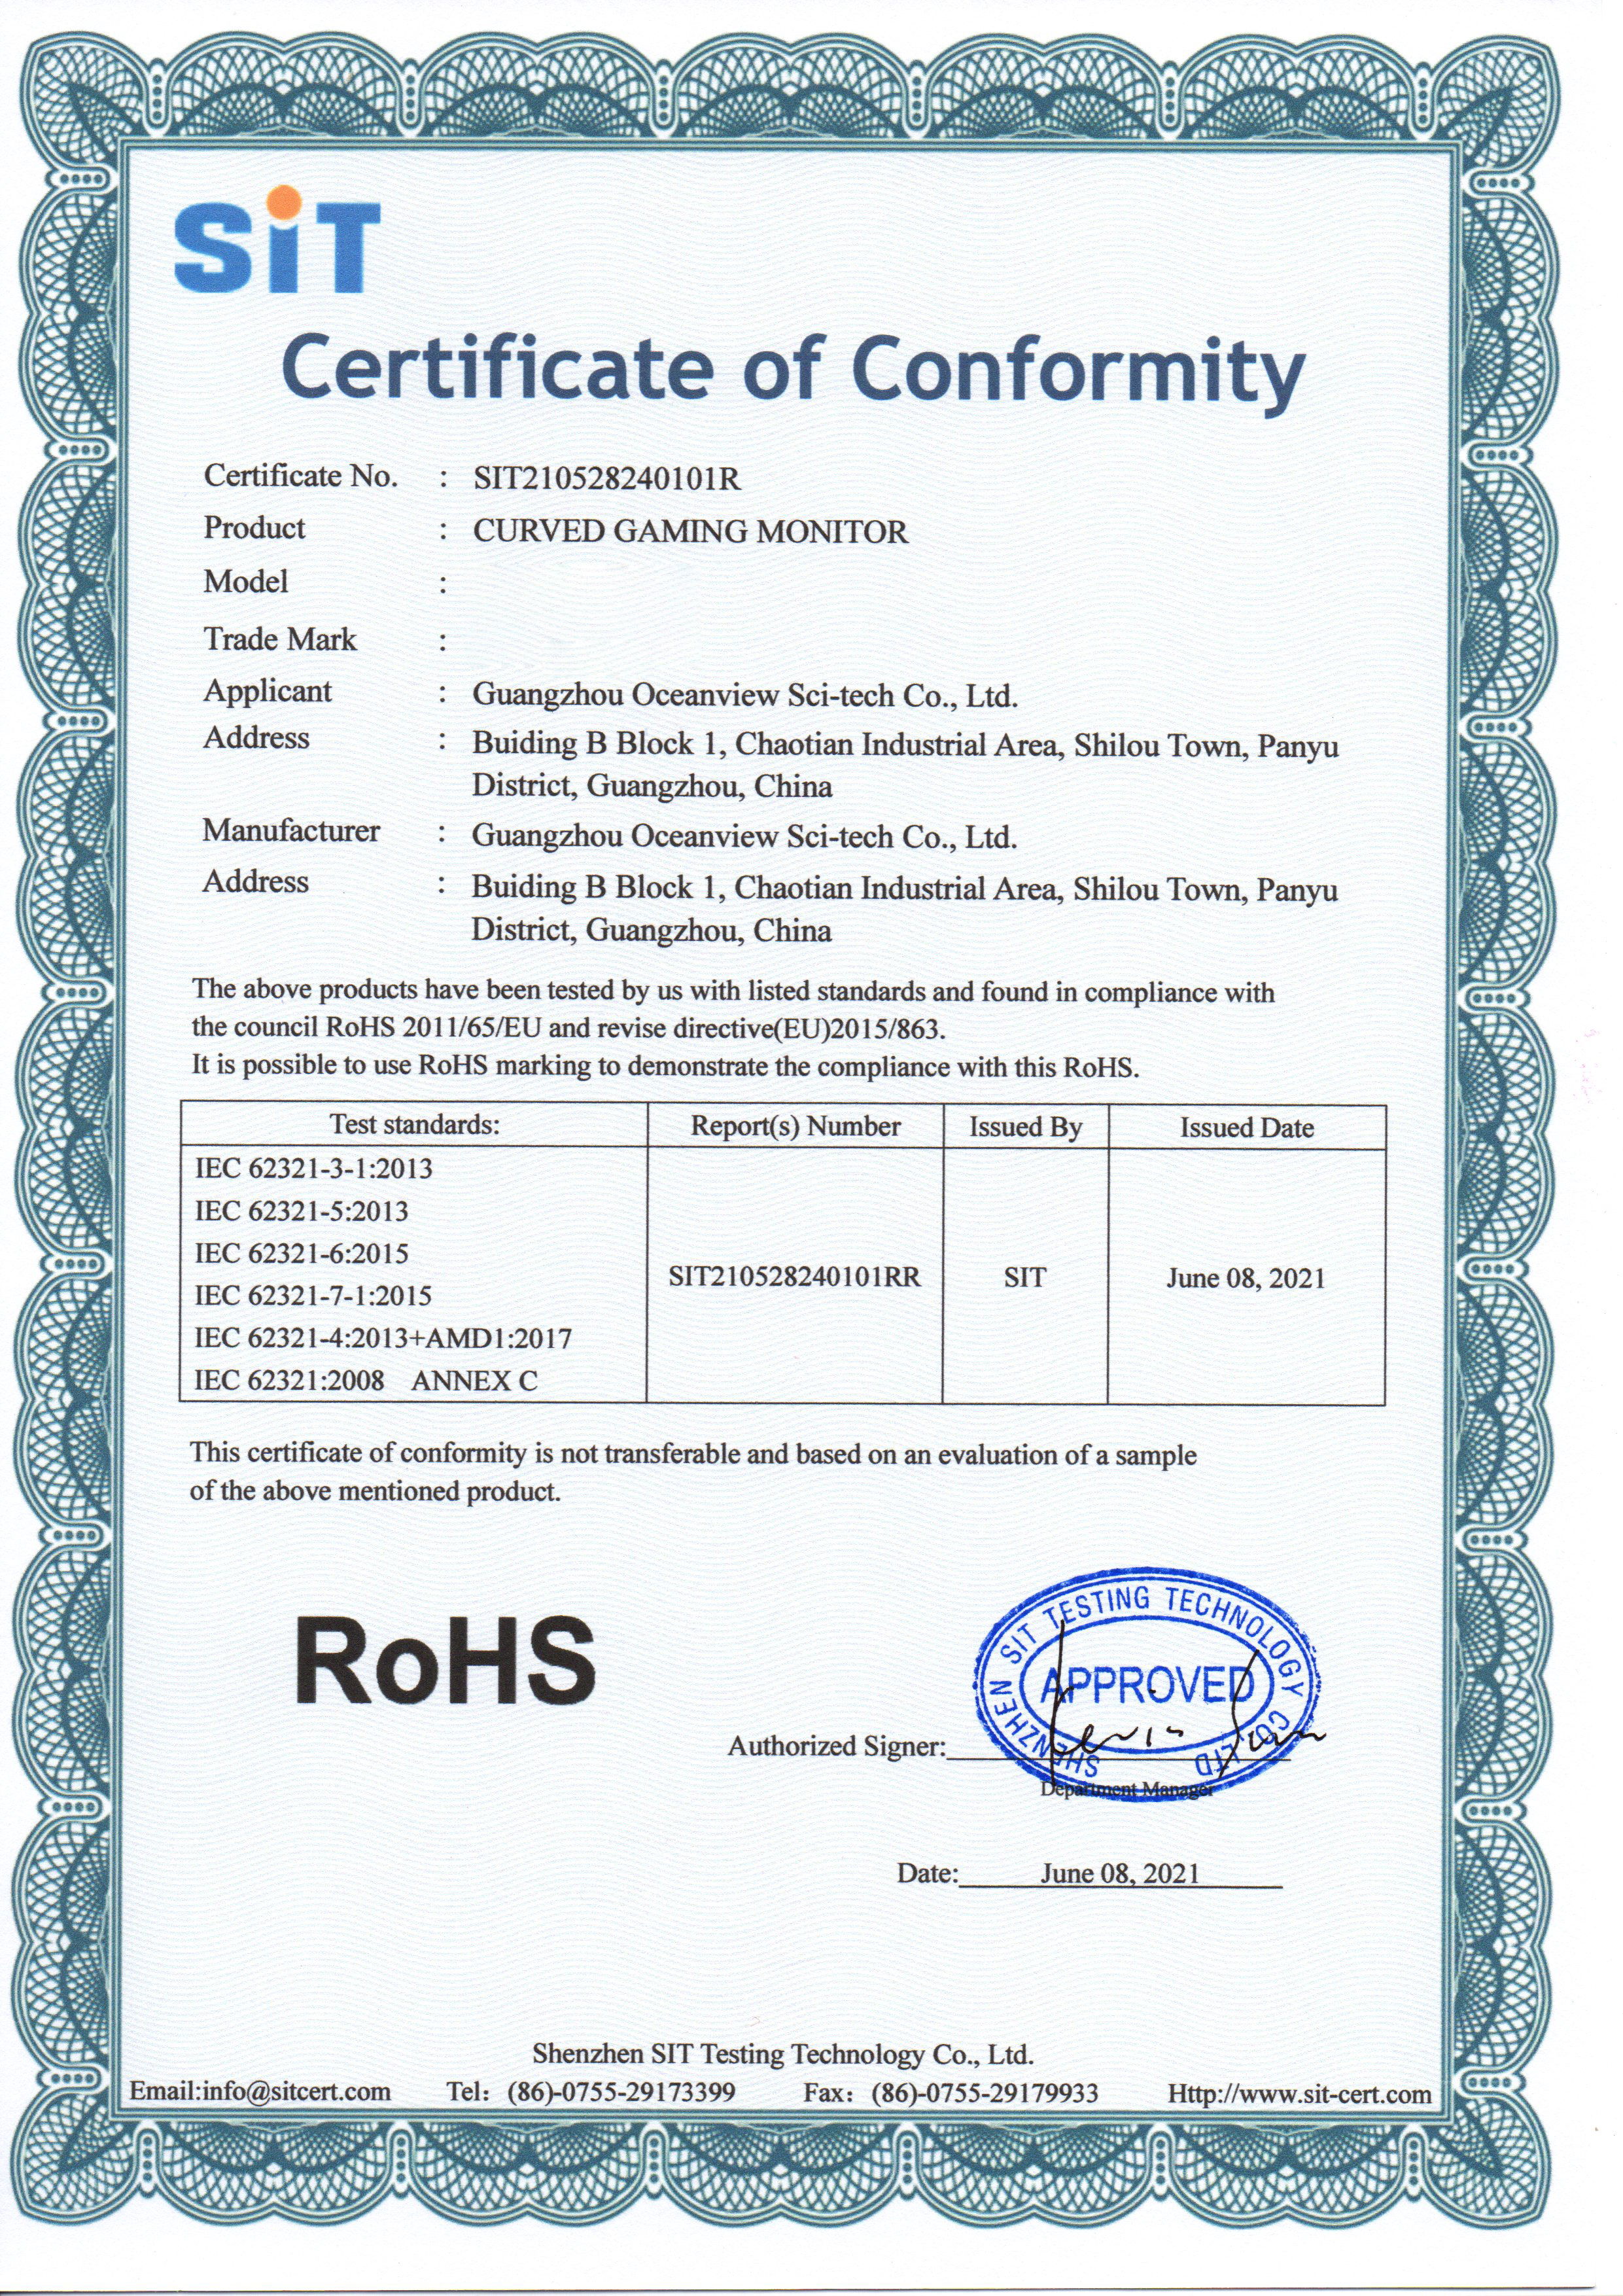 SiT
Certificate of Conformity
Certificate No. : SIT210528240101R
Product : CURVED GAMING MONITOR
Model :
Trade Mark :
Applicant : Guangzhou Oceanview Sci-tech Co., Ltd.
Address : Buiding B Block 1, Chaotian Industrial Area, Shilou Town, Panyu
District, Guangzhou, China
Manufacturer : Guangzhou Oceanview Sci-tech Co., Ltd.
Address : Buiding B Block 1, Chaotian Industrial Area, Shilou Town, Panyu
District, Guangzhou, China
The above products have been tested by us with listed standards and found in compliance with
the council RoHS 2011/65/EU and revise directive(EU)2015/863.
It is possible to use RoHS marking to demonstrate the compliance with this RoHS.
Test standards: Report(s) Number Issued By Issued Date
IEC 62321-3-1:2013
IEC 62321-5:2013
IEC 62321-6:2015
SIT210528240101RR SIT June 08, 2021
IEC 62321-7-1:2015
IEC 62321-4:2013+AMD1:2017
IEC 62321:2008 ANNEX C
This certificate of conformity is not transferable and based on an evaluation of a sample
of the above mentioned product.
RoHS
SHENZHEN SIT TESTING TECHNOLOGY CO., LTD
APPROVED
Authorized Signer:
Department Manager
Date: June 08, 2021
Shenzhen SIT Testing Technology Co., Ltd.
Email:info@sitcert.com Tel: (86)-0755-29173399 Fax: (86)-0755-29179933 Http://www.sit-cert.com